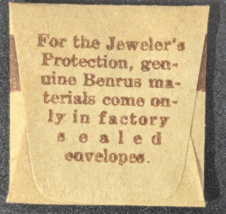 For the Jeweler's
Protection, gen-
uine Benrus ma-
terials come on-
ly in factory
sealed
envelopes.